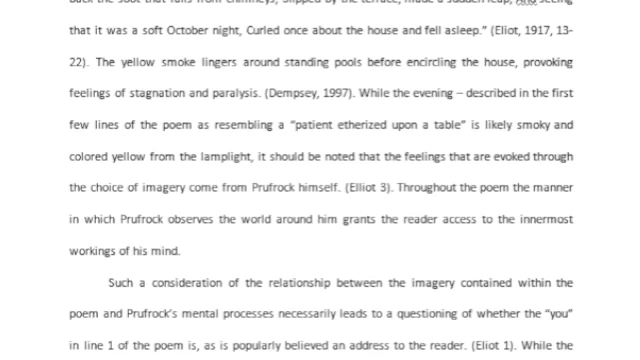 back the soot that falls from chimneys, Slipped by the terrace, made a sudden leap, And seeing
that it was a soft October night, Curled once about the house and fell asleep." (Eliot, 1917, 13-
22). The yellow smoke lingers around standing pools before encircling the house, provoking
feelings of stagnation and paralysis. (Dempsey, 1997). While the evening – described in the first
few lines of the poem as resembling a "patient etherized upon a table" is likely smoky and
colored yellow from the lamplight, it should be noted that the feelings that are evoked through
the choice of imagery come from Prufrock himself. (Elliot 3). Throughout the poem the manner
in which Prufrock observes the world around him grants the reader access to the innermost
workings of his mind.
Such a consideration of the relationship between the imagery contained within the
poem and Prufrock's mental processes necessarily leads to a questioning of whether the "you"
in line 1 of the poem is, as is popularly believed an address to the reader. (Eliot 1). While the